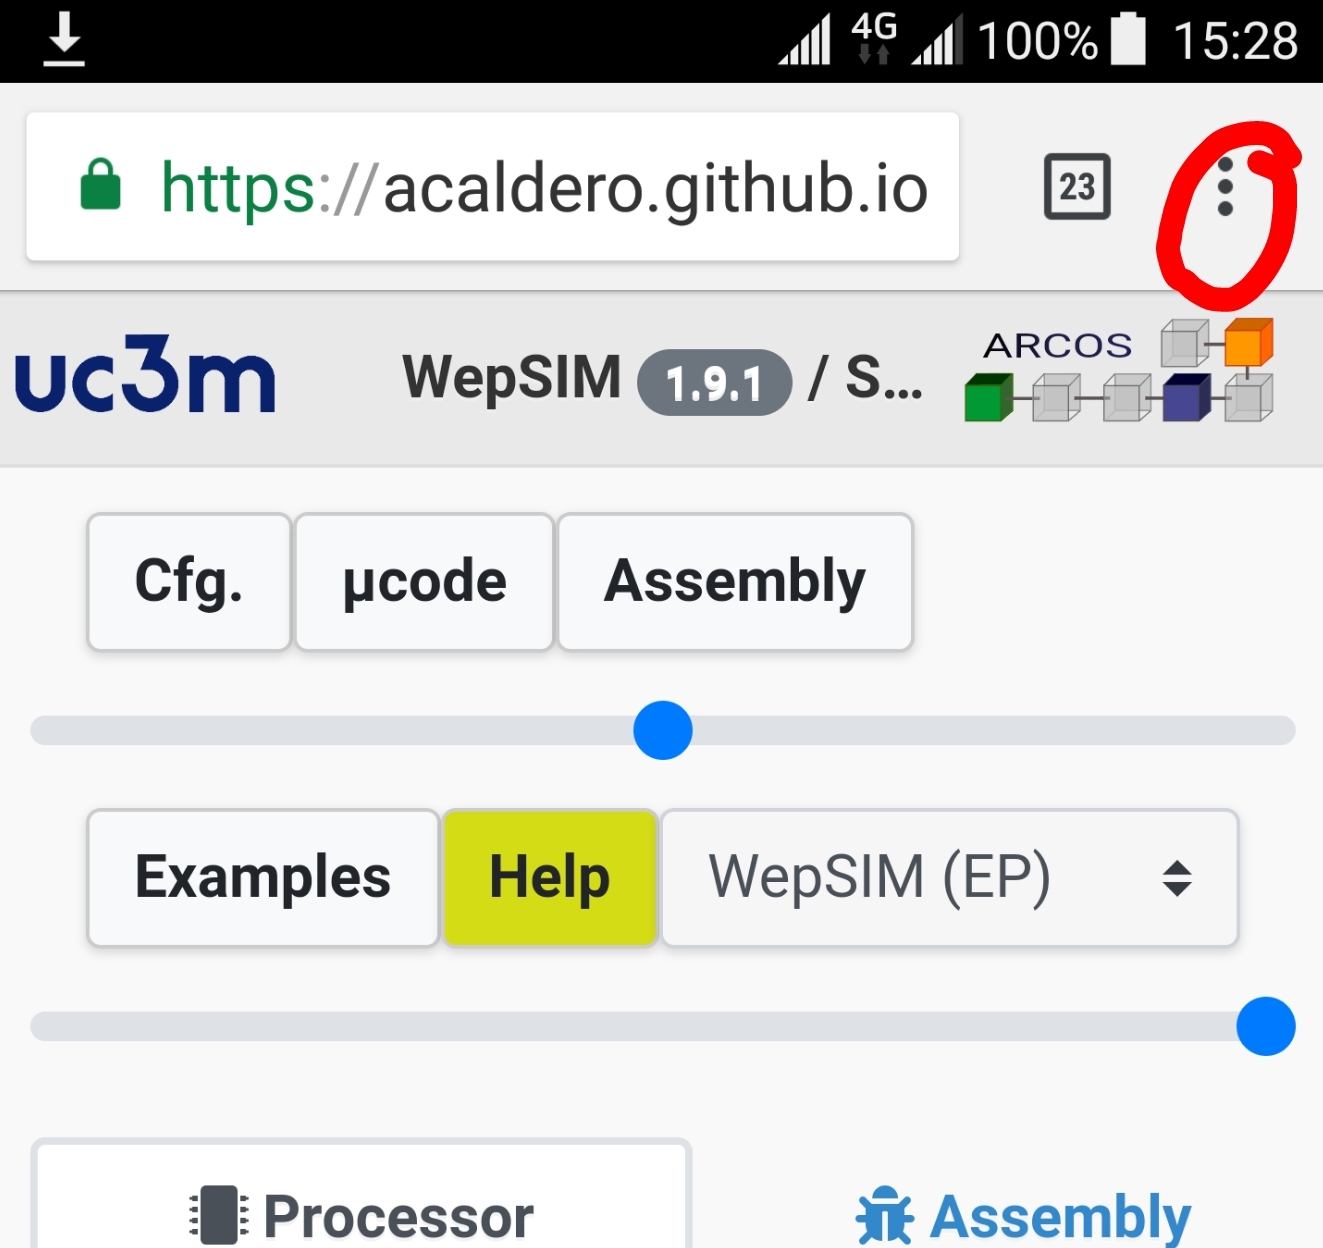 4G 100% 15:28
https://acaldero.github.io 23
uc3m WepSIM 1.9.1 / S... ARCOS
Cfg. μcode Assembly
Examples Help WepSIM (EP)
Processor Assembly